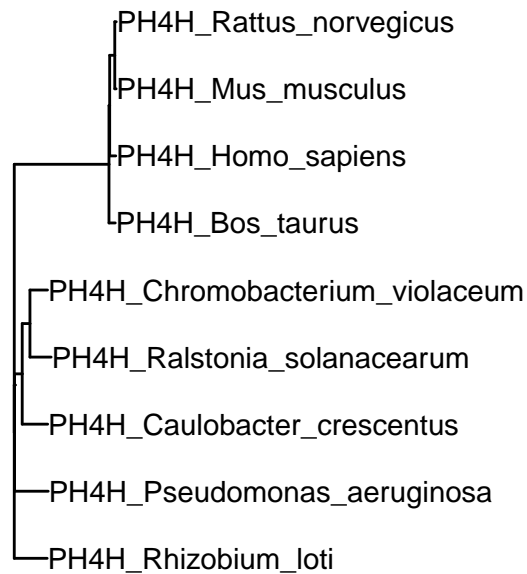 PH4H_Rattus_norvegicus
PH4H_Mus_musculus
PH4H_Homo_sapiens
PH4H_Bos_taurus
PH4H_Chromobacterium_violaceum
PH4H_Ralstonia_solanacearum
PH4H_Caulobacter_crescentus
PH4H_Pseudomonas_aeruginosa
PH4H_Rhizobium_loti